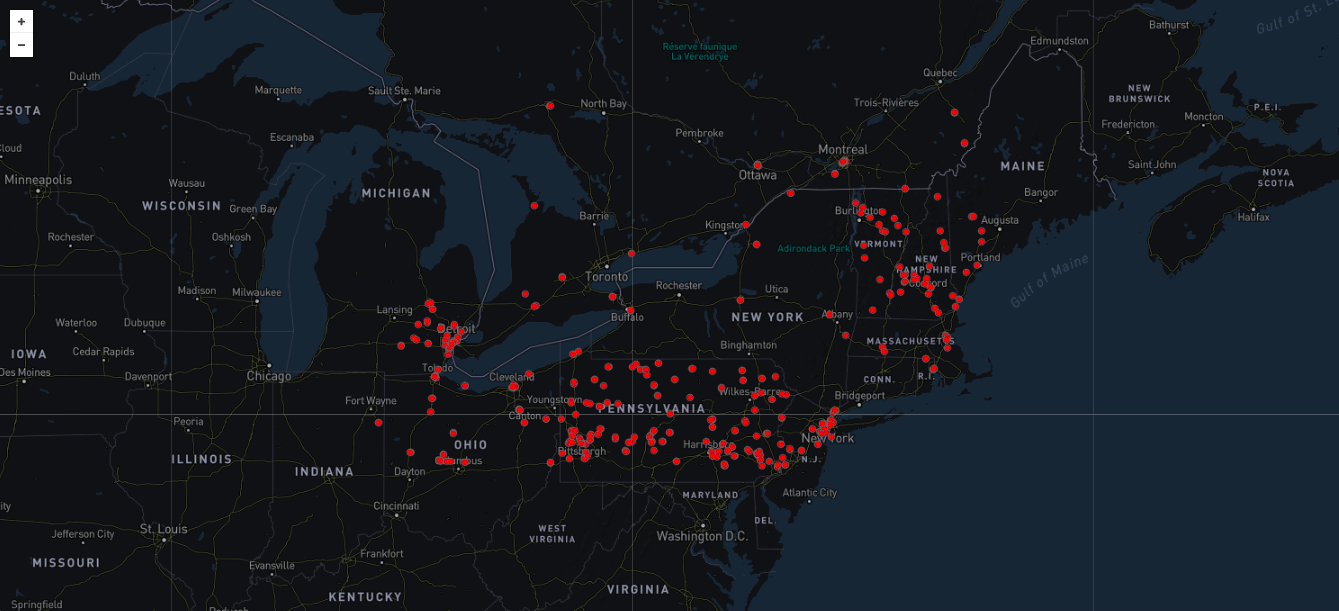 +
−
Gulf of St. L
Bathurst
Edmundston
Réserve faunique
La Vérendrye
Quebec
Duluth
Marquette
Sault Ste. Marie
North Bay
Trois-Rivières
NEW
BRUNSWICK
P.E.I.
ESOTA
Moncton
Fredericton
Pembroke
Escanaba
Cloud
Montreal
Saint John
MAINE
Ottawa
Minneapolis
Wausau
MICHIGAN
NOVA
SCOTIA
Bangor
WISCONSIN
Green Bay
Barrie
Burlington
Halifax
Kingston
Augusta
Rochester
Oshkosh
Adirondack Park
VERMONT
Portland
NEW
HAMPSHIRE
Gulf of Maine
Toronto
Concord
Rochester
Utica
Madison
Milwaukee
Lansing
Buffalo
NEW YORK
Albany
Waterloo
Dubuque
Detroit
MASSACHUSETTS
Binghamton
IOWA
Cedar Rapids
Des Moines
Chicago
Toledo
Cleveland
Davenport
CONN.
R.I.
Wilkes-Barre
Bridgeport
Fort Wayne
Youngstown
PENNSYLVANIA
Canton
Peoria
New York
OHIO
Harrisburg
Pittsburgh
ILLINOIS
INDIANA
Columbus
N.J.
Dayton
Atlantic City
MARYLAND
Cincinnati
ity
DEL.
St. Louis
Jefferson City
WEST
VIRGINIA
Washington D.C.
Frankfort
MISSOURI
Evansville
VIRGINIA
KENTUCKY
Springfield